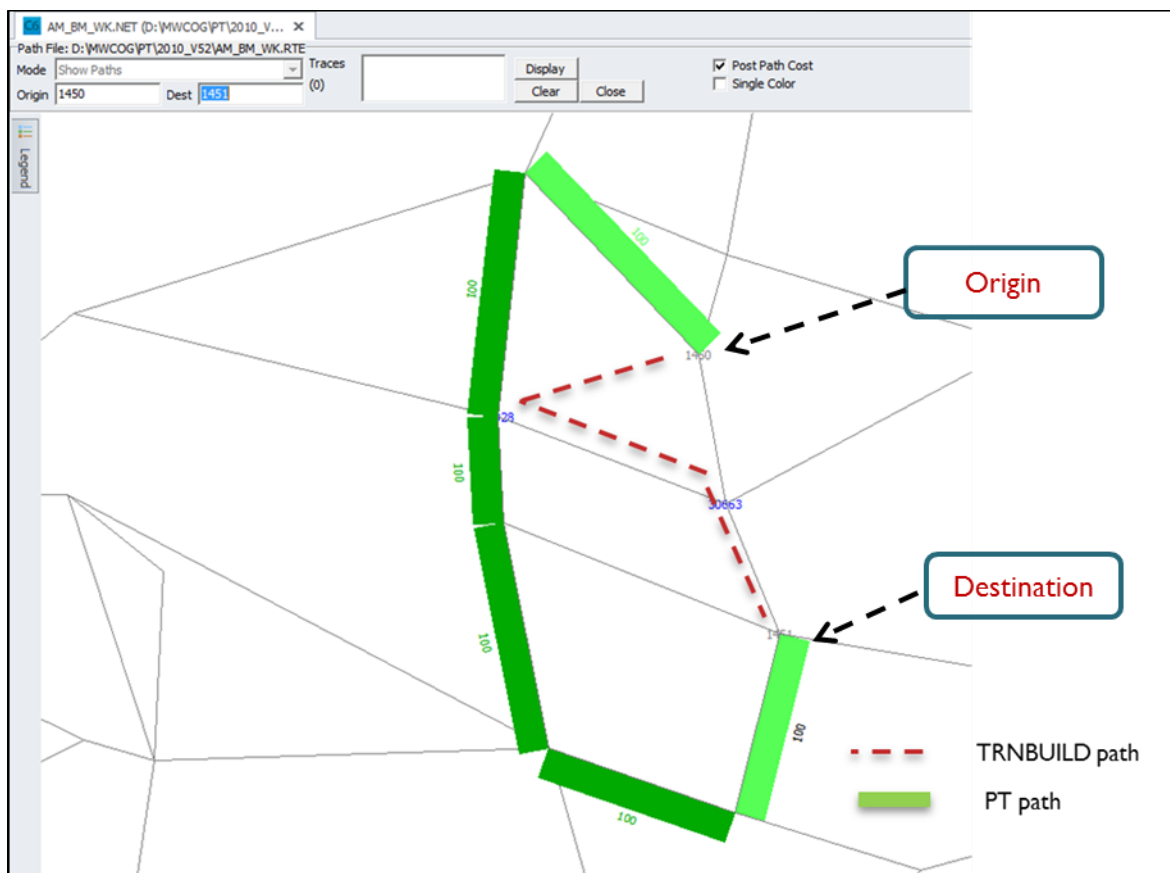 AM_BM_WK.NET (D:\MWCOG\PT\2010_V...
Path File: D:\MWCOG\PT\2010_V52\AM_BM_WK.RTE
Mode Show Paths Traces Display Post Path Cost
(0) Single Color
Origin 1450 Dest 1451 Clear Close
Legend
100
100
Origin
1450
28
100
30663
Destination
1451
100
100
100
TRNBUILD path
PT path